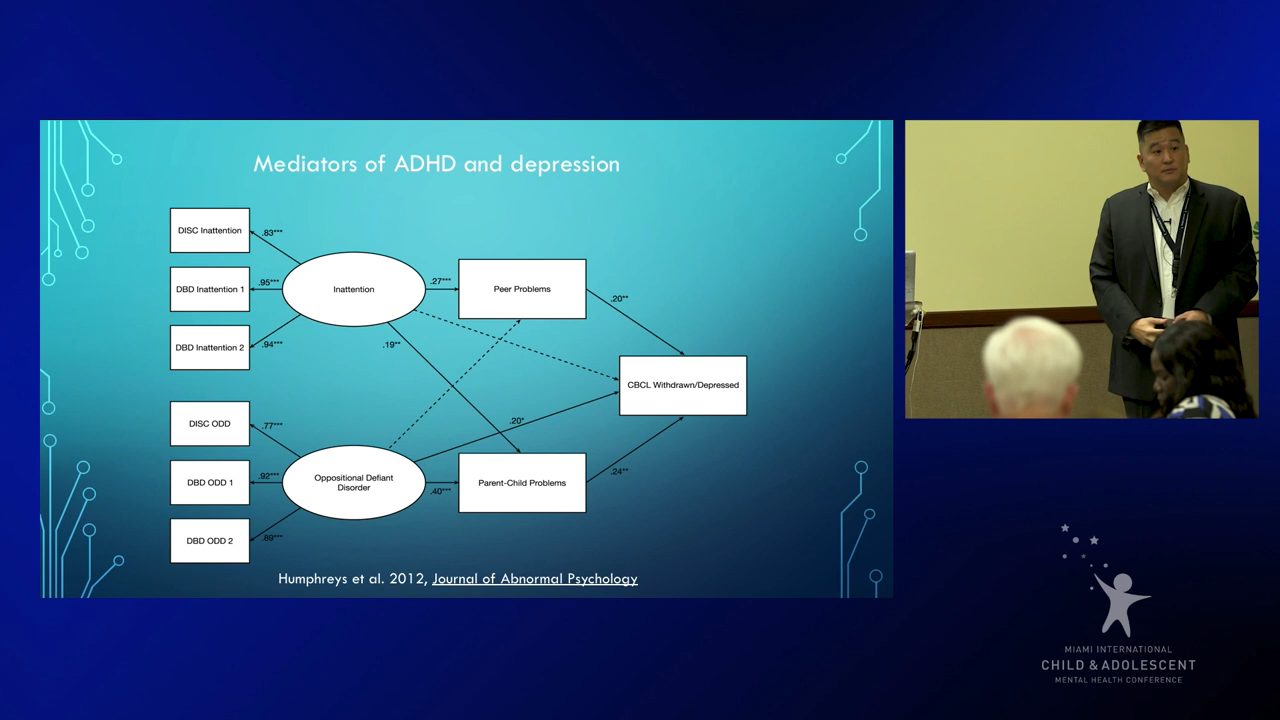 Mediators of ADHD and depression
DISC Inattention
.83***
DBD Inattention 1
.95***
Inattention
.27***
Peer Problems
.20**
DBD Inattention 2
.94***
.19**
CBCL Withdrawn/Depressed
DISC ODD
.77***
.20*
DBD ODD 1
.92***
Oppositional Defiant
Disorder
.40***
Parent-Child Problems
.24**
DBD ODD 2
.89***
Humphreys et al. 2012, Journal of Abnormal Psychology
MIAMI INTERNATIONAL
CHILD & ADOLESCENT
MENTAL HEALTH CONFERENCE